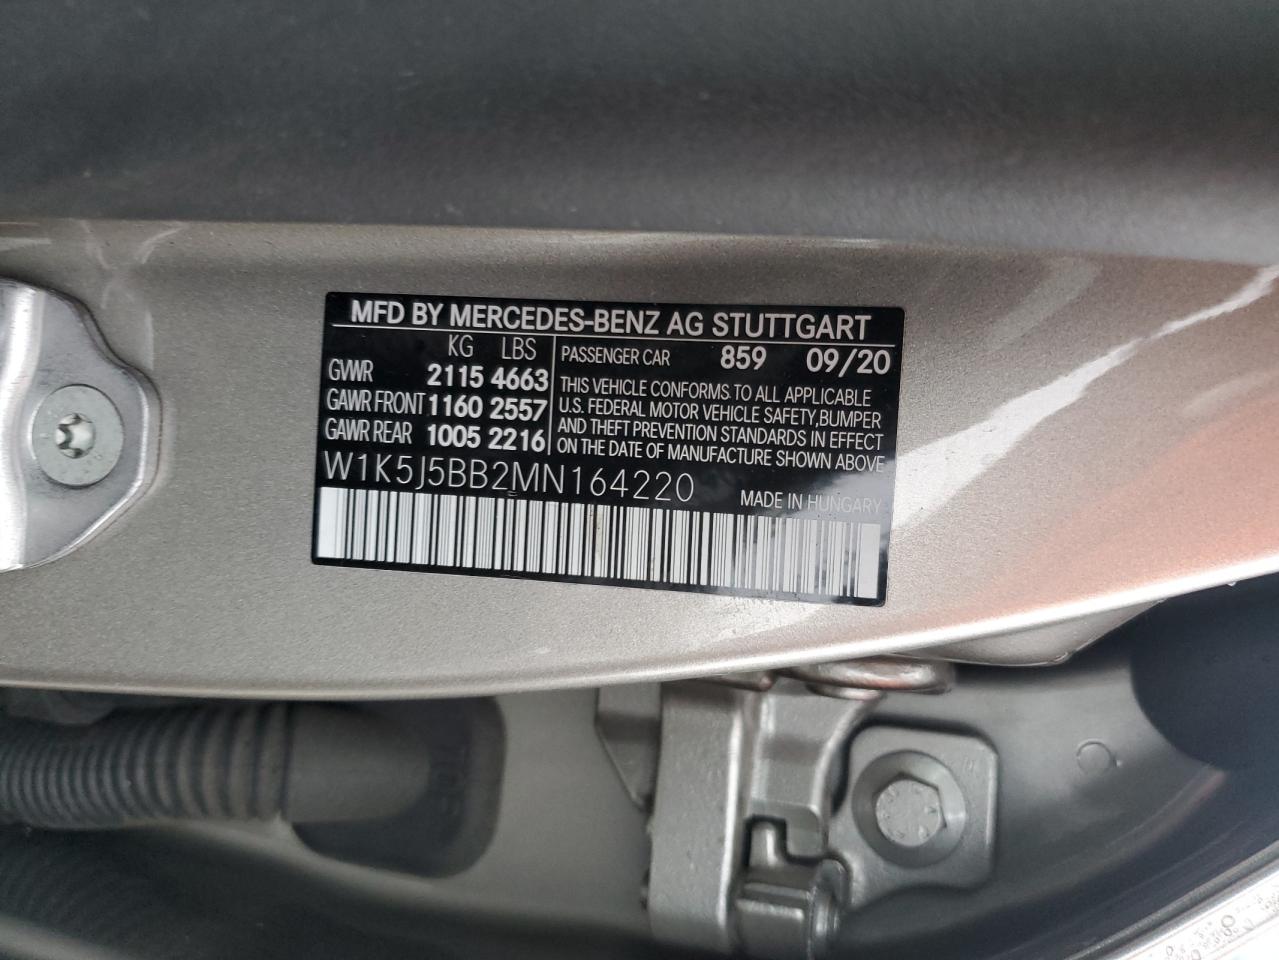 MFD BY MERCEDES-BENZ AG STUTTGART
KG LBS
GVWR 2115 4663
GAWR FRONT 1160 2557
GAWR REAR 1005 2216
PASSENGER CAR 859 09/20
THIS VEHICLE CONFORMS TO ALL APPLICABLE
U.S. FEDERAL MOTOR VEHICLE SAFETY, BUMPER
AND THEFT PREVENTION STANDARDS IN EFFECT
ON THE DATE OF MANUFACTURE SHOWN ABOVE
W1K5J5BB2MN164220
MADE IN HUNGARY